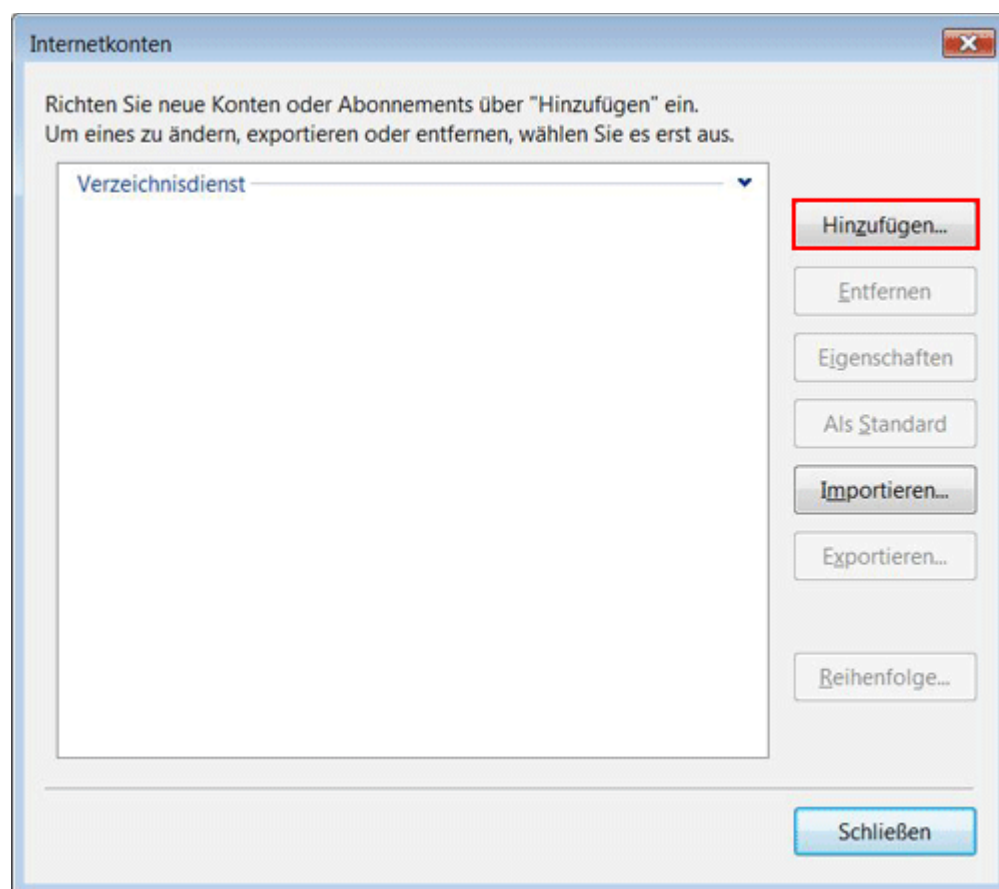 Internetkonten
Richten Sie neue Konten oder Abonnements über "Hinzufügen" ein.
Um eines zu ändern, exportieren oder entfernen, wählen Sie es erst aus.
Verzeichnisdienst
Hinzufügen...
Entfernen
Eigenschaften
Als Standard
Importieren...
Exportieren...
Reihenfolge...
Schließen